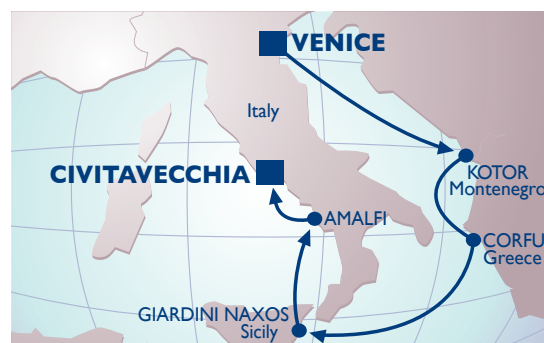 VENICE
Italy
CIVITAVECCHIA
KOTOR
Montenegro
AMALFI
CORFU
Greece
GIARDINI NAXOS
Sicily